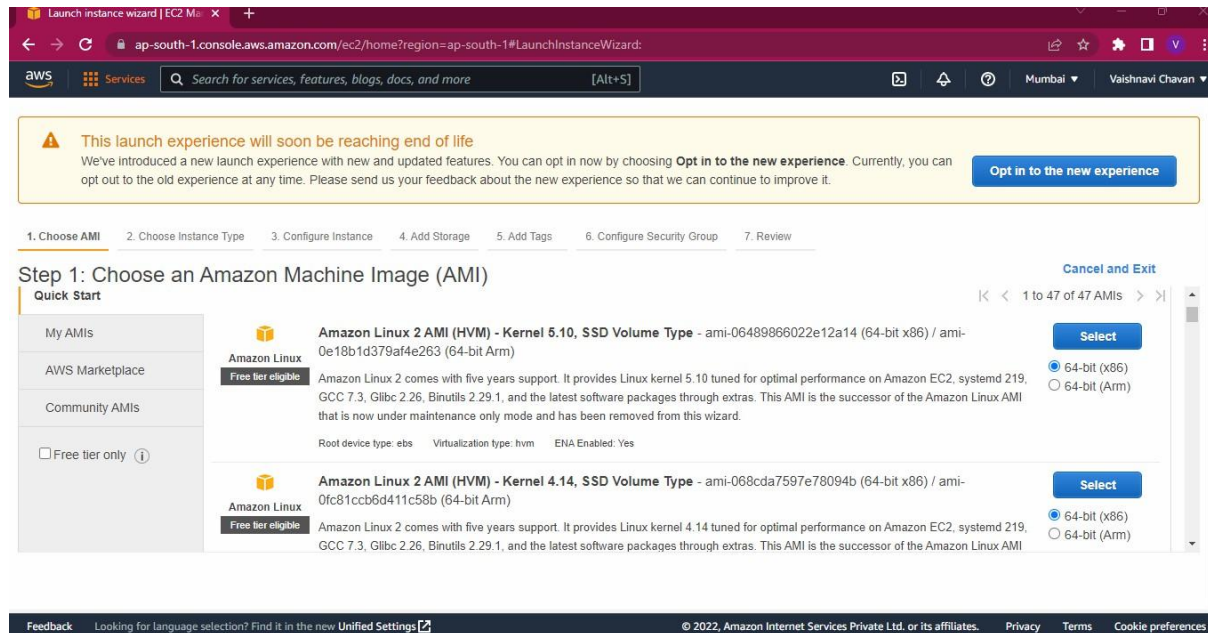 Launch instance wizard | EC2 Ma
ap-south-1.console.aws.amazon.com/ec2/home?region=ap-south-1#LaunchInstanceWizard:
V
aws Services Search for services, features, blogs, docs, and more [Alt+S] Mumbai Vaishnavi Chavan
This launch experience will soon be reaching end of life
We've introduced a new launch experience with new and updated features. You can opt in now by choosing Opt in to the new experience. Currently, you can
opt out to the old experience at any time. Please send us your feedback about the new experience so that we can continue to improve it.
Opt in to the new experience
1. Choose AMI 2. Choose Instance Type 3. Configure Instance 4. Add Storage 5. Add Tags 6. Configure Security Group 7. Review
Step 1: Choose an Amazon Machine Image (AMI)
Cancel and Exit
Quick Start
1 to 47 of 47 AMIs
My AMIs
AWS Marketplace
Community AMIs
Free tier only
Amazon Linux
Free tier eligible
Amazon Linux 2 AMI (HVM) - Kernel 5.10, SSD Volume Type - ami-06489866022e12a14 (64-bit x86) / ami-
0e18b1d379af4e263 (64-bit Arm)
Amazon Linux 2 comes with five years support. It provides Linux kernel 5.10 tuned for optimal performance on Amazon EC2, systemd 219,
GCC 7.3, Glibc 2.26, Binutils 2.29.1, and the latest software packages through extras. This AMI is the successor of the Amazon Linux AMI
that is now under maintenance only mode and has been removed from this wizard.
Root device type: ebs Virtualization type: hvm ENA Enabled: Yes
Select
64-bit (x86)
64-bit (Arm)
Amazon Linux
Free tier eligible
Amazon Linux 2 AMI (HVM) - Kernel 4.14, SSD Volume Type - ami-068cda7597e78094b (64-bit x86) / ami-
0fc81ccb6d411c58b (64-bit Arm)
Amazon Linux 2 comes with five years support. It provides Linux kernel 4.14 tuned for optimal performance on Amazon EC2, systemd 219,
GCC 7.3, Glibc 2.26, Binutils 2.29.1, and the latest software packages through extras. This AMI is the successor of the Amazon Linux AMI
Select
64-bit (x86)
64-bit (Arm)
Feedback Looking for language selection? Find it in the new Unified Settings © 2022, Amazon Internet Services Private Ltd. or its affiliates. Privacy Terms Cookie preferences